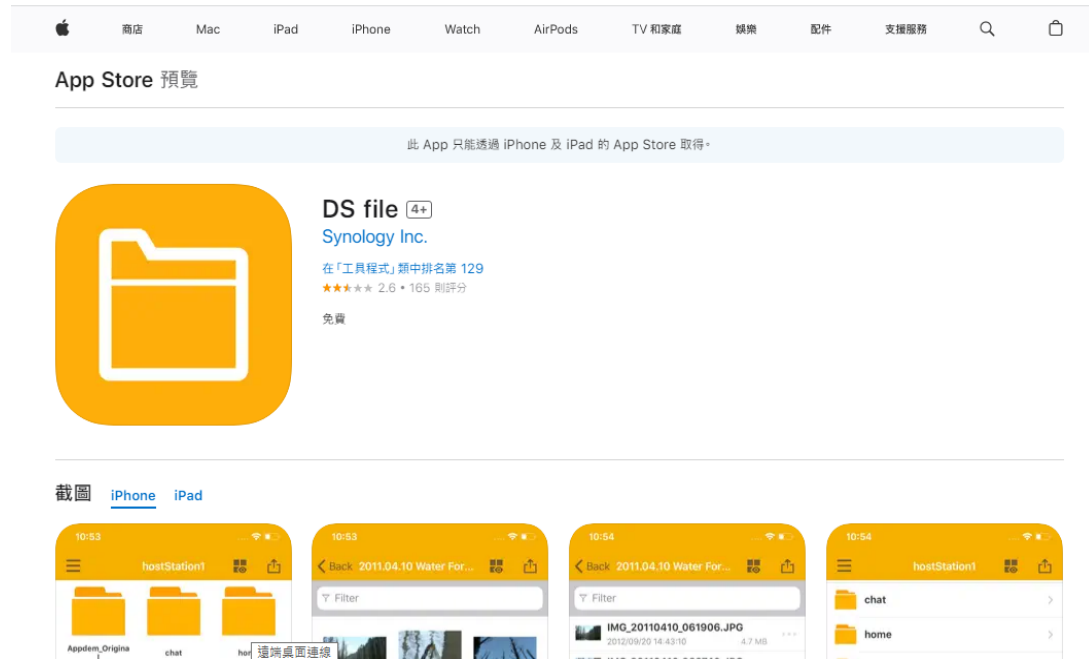 商店 Mac iPad iPhone Watch AirPods TV 和家庭 娛樂 配件 支援服務
App Store 預覽
此 App 只能透過 iPhone 及 iPad 的 App Store 取得。
DS file 4+
Synology Inc.
在「工具程式」類中排名第 129
2.6 • 165 則評分
免費
截圖 iPhone iPad
10:53
hostStation1
Appdem_Origina
chat
遠端桌面連線
10:53
Back 2011.04.10 Water For...
Filter
10:54
Back 2011.04.10 Water For...
Filter
IMG_20110410_061906.JPG
2012/09/20 14:43:10 4.7 MB
10:54
hostStation1
chat
home